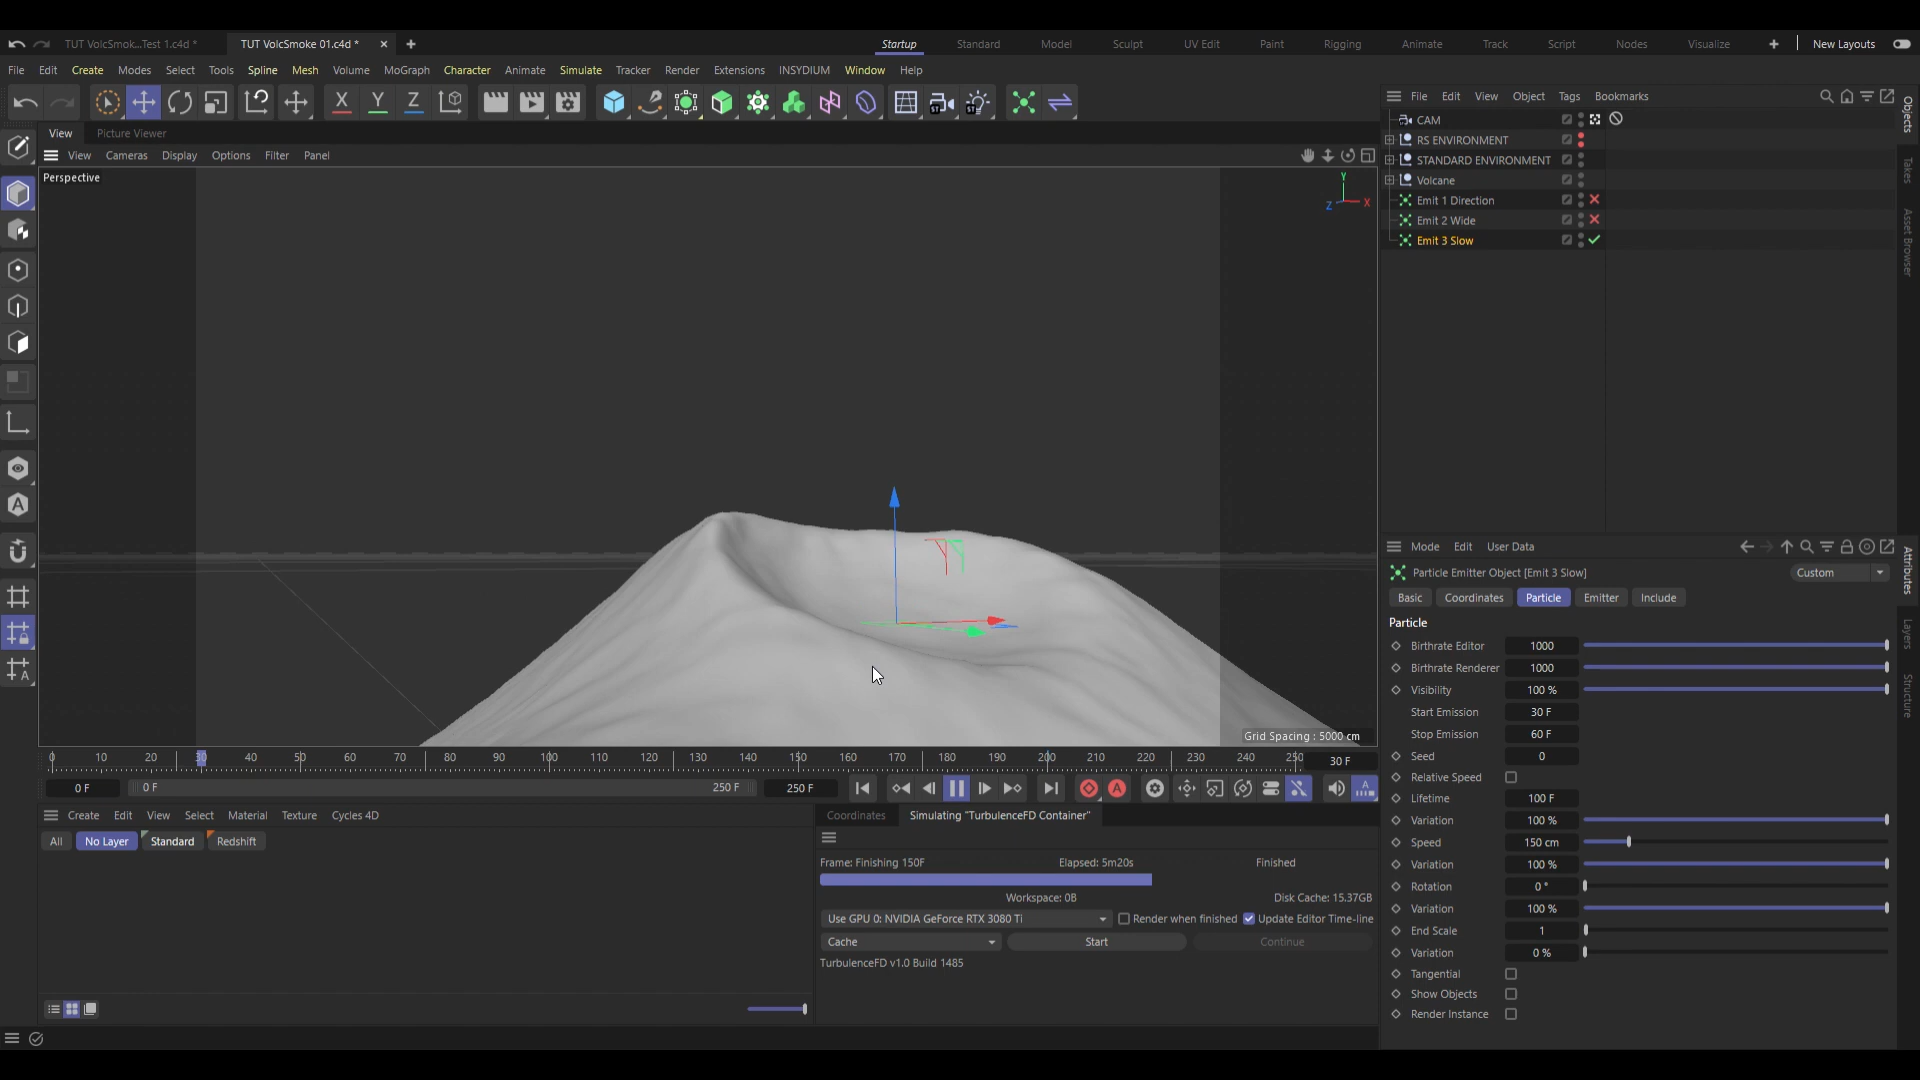 TUT VolcSmok...Test 1.c4d *
TUT VolcSmoke 01.c4d *
Startup
Standard
Model
Sculpt
UV Edit
Paint
Rigging
Animate
Track
Script
Nodes
Visualize
New Layouts
File Edit Create Modes Select Tools Spline Mesh Volume MoGraph Character Animate Simulate Tracker Render Extensions INSYDIUM Window Help
X Y Z
ST ST
View
Picture Viewer
View Cameras Display Options Filter Panel
Perspective
Y
Z
X
Grid Spacing : 5000 cm
0 10 20 30 40 50 60 70 80 90 100 110 120 130 140 150 160 170 180 190 200 210 220 230 240 250
30 F
0 F
0 F
250 F
250 F
Create Edit View Select Material Texture Cycles 4D
All
No Layer
Standard
Redshift
Coordinates
Simulating "TurbulenceFD Container"
Frame: Finishing 150F
Elapsed: 5m20s
Finished
Workspace: 0B
Disk Cache: 15.37GB
Use GPU 0: NVIDIA GeForce RTX 3080 Ti
Render when finished
Update Editor Time-line
Cache
Start
Continue
TurbulenceFD v1.0 Build 1485
File Edit View Object Tags Bookmarks
CAM
RS ENVIRONMENT
STANDARD ENVIRONMENT
Volcane
Emit 1 Direction
Emit 2 Wide
Emit 3 Slow
Mode Edit User Data
Particle Emitter Object [Emit 3 Slow]
Custom
Basic
Coordinates
Particle
Emitter
Include
Particle
Birthrate Editor 1000
Birthrate Renderer 1000
Visibility 100 %
Start Emission 30 F
Stop Emission 60 F
Seed 0
Relative Speed
Lifetime 100 F
Variation 100 %
Speed 150 cm
Variation 100 %
Rotation 0 °
Variation 100 %
End Scale 1
Variation 0 %
Tangential
Show Objects
Render Instance
Objects
Takes
Asset Browser
Attributes
Layers
Structure